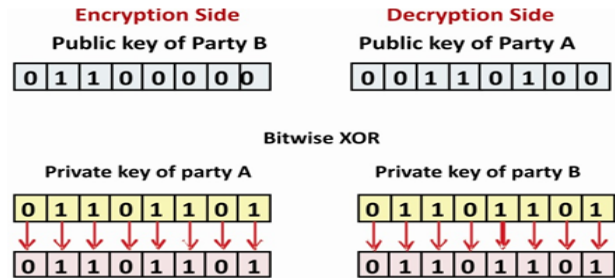 Encryption Side Decryption Side
Public key of Party B Public key of Party A
0 1 1 0 0 0 0 0 0 0 1 1 0 1 0 0
Bitwise XOR
Private key of party A Private key of party B
0 1 1 0 1 1 0 1 0 1 1 0 1 1 0 1
0 1 1 0 1 1 0 1 0 1 1 0 1 1 0 1